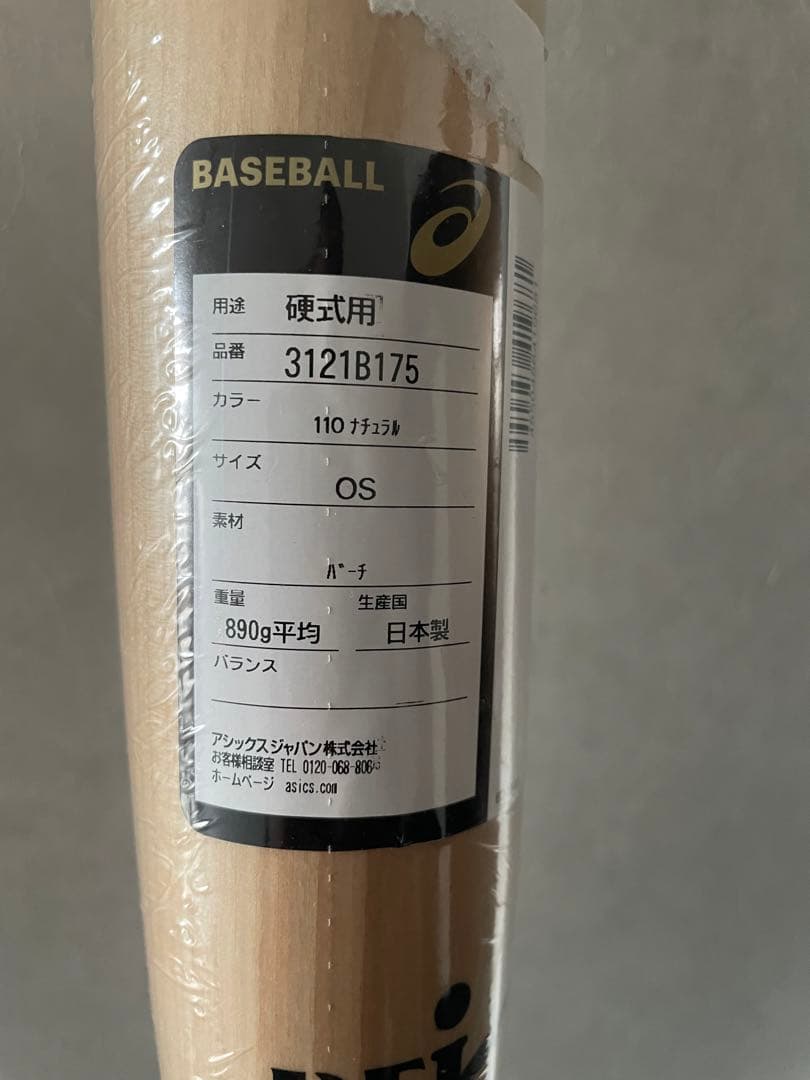 BASEBALL
用途 硬式用
品番 3121B175
カラー
110 ﾅﾁｭﾗﾙ
サイズ
OS
素材
ﾊﾞｰﾁ
重量 生産国
890g平均 日本製
バランス
アシックスジャパン株式会社
お客様相談室 TEL 0120-068-806
ホームページ asics.com